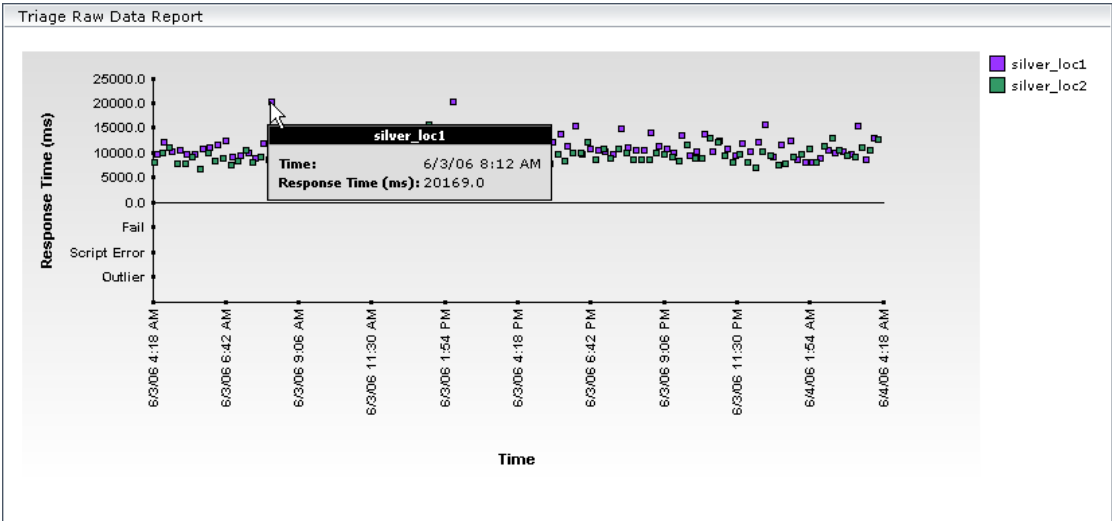 Triage Raw Data Report
silver_loc1
silver_loc2
Response Time (ms)
25000.0
20000.0
15000.0
10000.0
5000.0
0.0
Fail
Script Error
Outlier
silver_loc1
Time: 6/3/06 8:12 AM
Response Time (ms): 20169.0
6/3/06 4:18 AM
6/3/06 6:42 AM
6/3/06 9:06 AM
6/3/06 11:30 AM
6/3/06 1:54 PM
6/3/06 4:18 PM
6/3/06 6:42 PM
6/3/06 9:06 PM
6/3/06 11:30 PM
6/4/06 1:54 AM
6/4/06 4:18 AM
Time